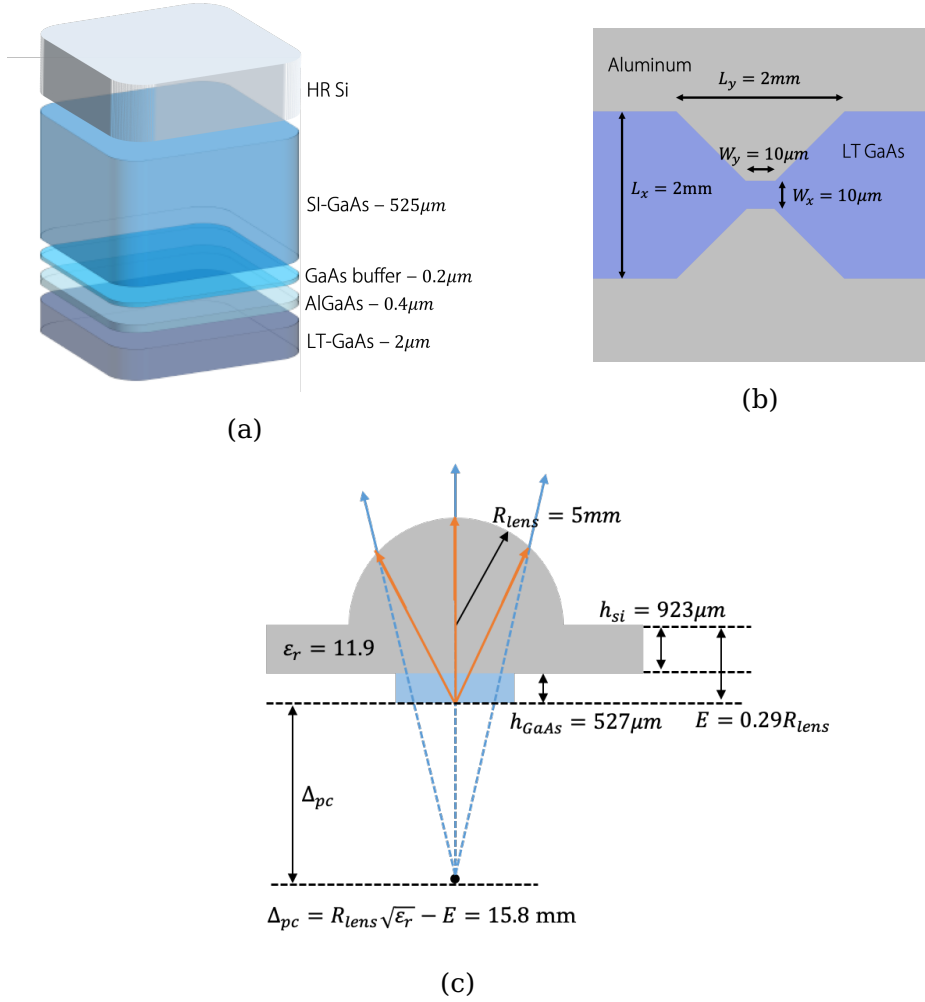 HR Si
SI-GaAs – 525μm
GaAs buffer – 0.2μm
AlGaAs – 0.4μm
LT-GaAs – 2μm
(a)
Aluminum
L_y = 2mm
W_y = 10μm
LT GaAs
L_x = 2mm
W_x = 10μm
(b)
R_lens = 5mm
h_si = 923μm
ε_r = 11.9
h_GaAs = 527μm
E = 0.29R_lens
Δ_pc
Δ_pc = R_lens√ε_r − E = 15.8 mm
(c)